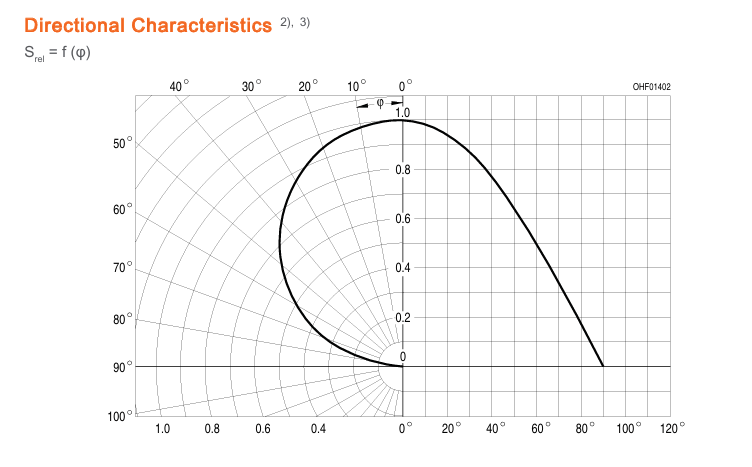 Directional Characteristics 2), 3)
Srel = f (φ)
40° 30° 20° 10° 0° OHF01402
φ
1.0
50°
0.8
60°
0.6
70°
0.4
80°
0.2
0
90°
100°
1.0 0.8 0.6 0.4 0° 20° 40° 60° 80° 100° 120°